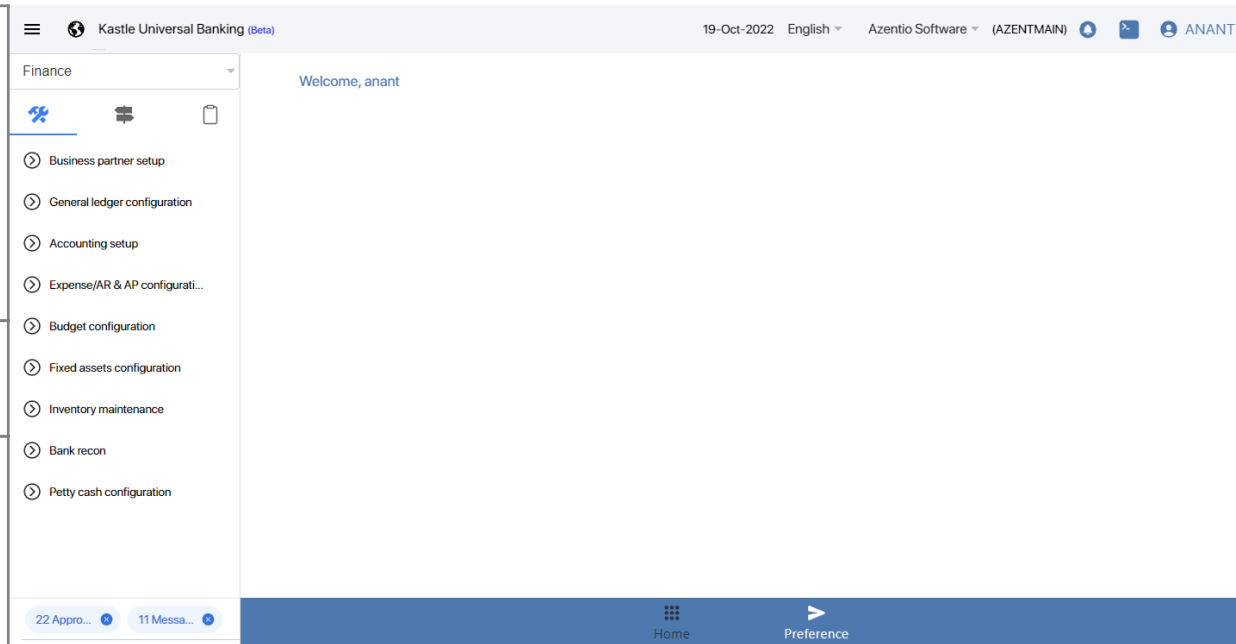 Kastle Universal Banking (Beta)
19-Oct-2022 English Azentio Software (AZENTMAIN) ANANT
Finance
Welcome, anant
Business partner setup
General ledger configuration
Accounting setup
Expense/AR & AP configurati...
Budget configuration
Fixed assets configuration
Inventory maintenance
Bank recon
Petty cash configuration
22 Appro... 11 Messa...
Home Preference